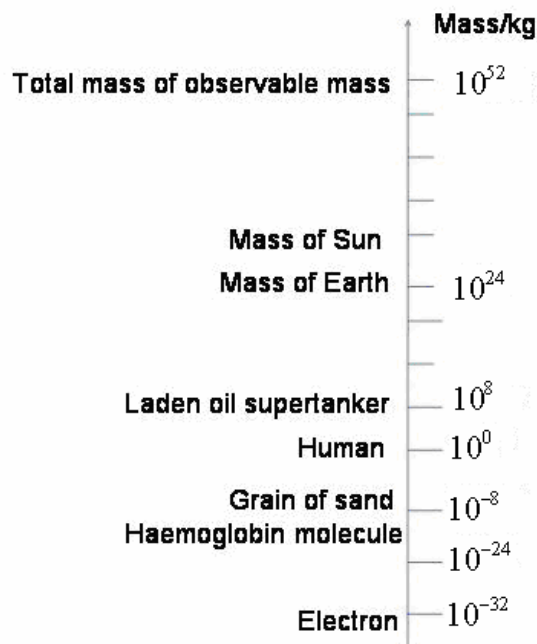 Mass/kg
Total mass of observable mass 10^52
Mass of Sun
Mass of Earth 10^24
Laden oil supertanker 10^8
Human 10^0
Grain of sand 10^-8
Haemoglobin molecule
10^-24
Electron 10^-32